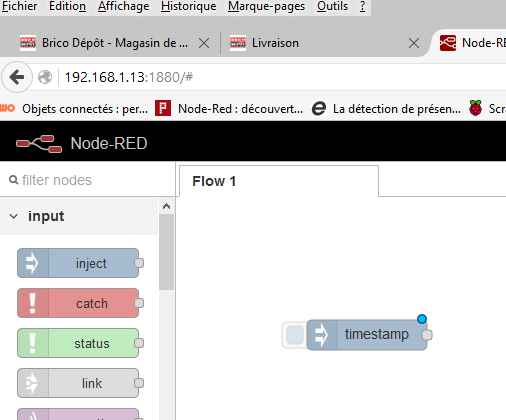 Fichier Edition Affichage Historique Marque-pages Outils ?
Brico Dépôt - Magasin de ... × Livraison × Node-RE
192.168.1.13:1880/#
Objets connectés : per... Node-Red : découvert... La détection de présen... Scr
Node-RED
filter nodes
Flow 1
input
inject
catch
status
link
timestamp